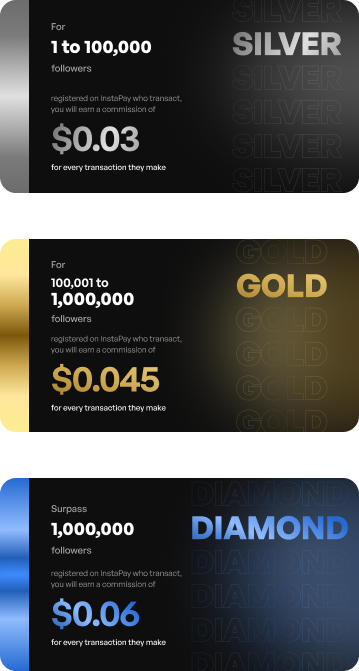 For
1 to 100,000
followers
registered on InstaPay who transact,
you will earn a commission of
$0.03
for every transaction they make
SILVER
SILVER
SILVER
SILVER
SILVER
SILVER
For
100,001 to
1,000,000
followers
registered on InstaPay who transact,
you will earn a commission of
$0.045
for every transaction they make
GOLD
GOLD
GOLD
GOLD
GOLD
GOLD
Surpass
1,000,000
followers
registered on InstaPay who transact,
you will earn a commission of
$0.06
for every transaction they make
DIAMOND
DIAMOND
DIAMOND
DIAMOND
DIAMOND
DIAMOND